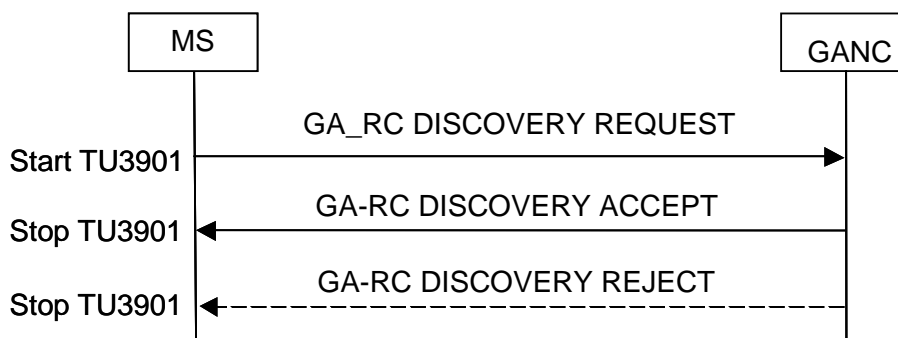 MS
GANC
GA_RC DISCOVERY REQUEST
Start TU3901
GA-RC DISCOVERY ACCEPT
Stop TU3901
GA-RC DISCOVERY REJECT
Stop TU3901